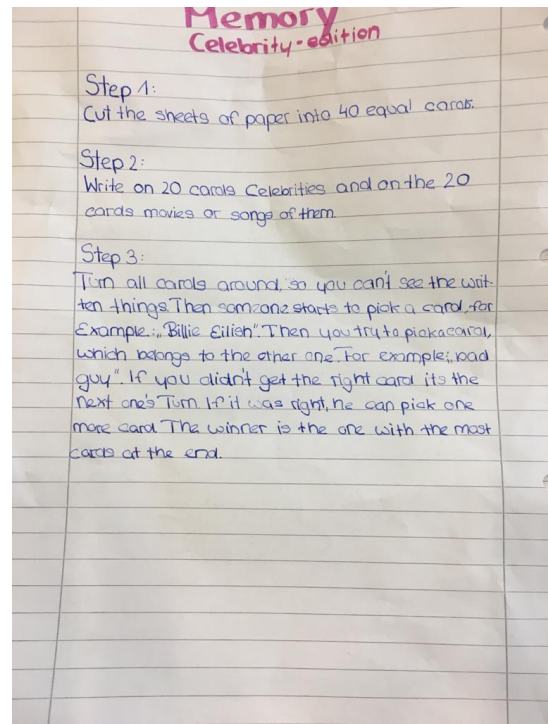 Memory
Celebrity-edition
Step 1:
Cut the sheets of paper into 40 equal cards.
Step 2:
Write on 20 cards Celebrities and on the 20
cards movies or songs of them.
Step 3:
Turn all cards around, so you can't see the writ-
ten things. Then someone starts to pick a card, for
Example: „Billie Eilish". Then you try to pick a card,
which belongs to the other one. For example: „bad
guy". If you didn't get the right card its the
next one's Turn. If it was right, he can pick one
more card. The winner is the one with the most
cards at the end.